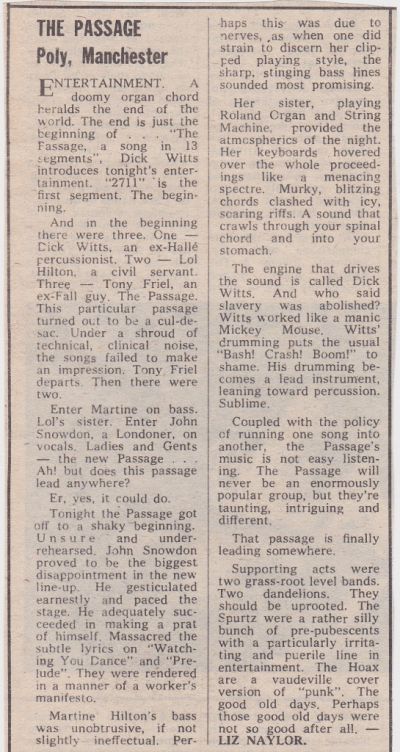 THE PASSAGE
Poly, Manchester
ENTERTAINMENT. A
doomy organ chord
heralds the end of the
world. The end is just the
beginning of . . . "The
Passage, a song in 13
segments", Dick Witts
introduces tonight's enter-
tainment. "2711" is the
first segment. The begin-
ning.
And in the beginning
there were three. One —
Dick Witts, an ex-Hallé
percussionist. Two — Lol
Hilton, a civil servant.
Three — Tony Friel, an
ex-Fall guy. The Passage.
This particular passage
turned out to be a cul-de-
sac. Under a shroud of
technical, clinical noise,
the songs failed to make
an impression. Tony Friel
departs. Then there were
two.
Enter Martine on bass.
Lol's sister. Enter John
Snowdon, a Londoner, on
vocals. Ladies and Gents
— the new Passage . . .
Ah! but does this passage
lead anywhere?
Er, yes, it could do.
Tonight the Passage got
off to a shaky beginning.
Unsure and under-
rehearsed. John Snowdon
proved to be the biggest
disappointment in the new
line-up. He gesticulated
earnestly and paced the
stage. He adequately suc-
ceeded in making a prat
of himself. Massacred the
subtle lyrics on "Watch-
ing You Dance" and "Pre-
lude". They were rendered
in a manner of a worker's
manifesto.
Martine Hilton's bass
was unobtrusive, if not
slightly ineffectual. Per-
haps this was due to
nerves, as when one did
strain to discern her clip-
ped playing style, the
sharp, stinging bass lines
sounded most promising.
Her sister, playing
Roland Organ and String
Machine, provided the
atmospherics of the night.
Her keyboards hovered
over the whole proceed-
ings like a menacing
spectre. Murky, blitzing
chords clashed with icy,
soaring riffs. A sound that
crawls through your spinal
chord and into your
stomach.
The engine that drives
the sound is called Dick
Witts. And who said
slavery was abolished?
Witts worked like a manic
Mickey Mouse. Witts'
drumming puts the usual
"Bash! Crash! Boom!" to
shame. His drumming be-
comes a lead instrument,
leaning toward percussion.
Sublime.
Coupled with the policy
of running one song into
another, the Passage's
music is not easy listen-
ing. The Passage will
never be an enormously
popular group, but they're
taunting, intriguing and
different.
That passage is finally
leading somewhere.
Supporting acts were
two grass-root level bands.
Two dandelions. They
should be uprooted. The
Spurtz were a rather silly
bunch of pre-pubescents
with a particularly irrita-
ting and puerile line in
entertainment. The Hoax
are a vaudeville cover
version of "punk". The
good old days. Perhaps
those good old days were
not so good after all. —
LIZ NAYLOR.